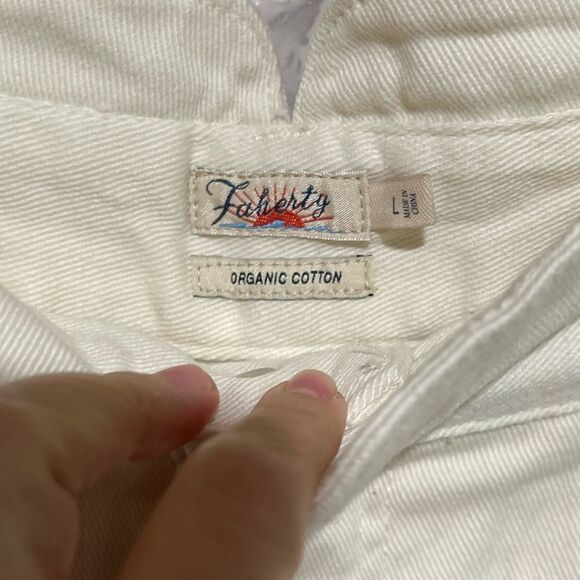 Faherty
L
MADE IN
CHINA
ORGANIC COTTON